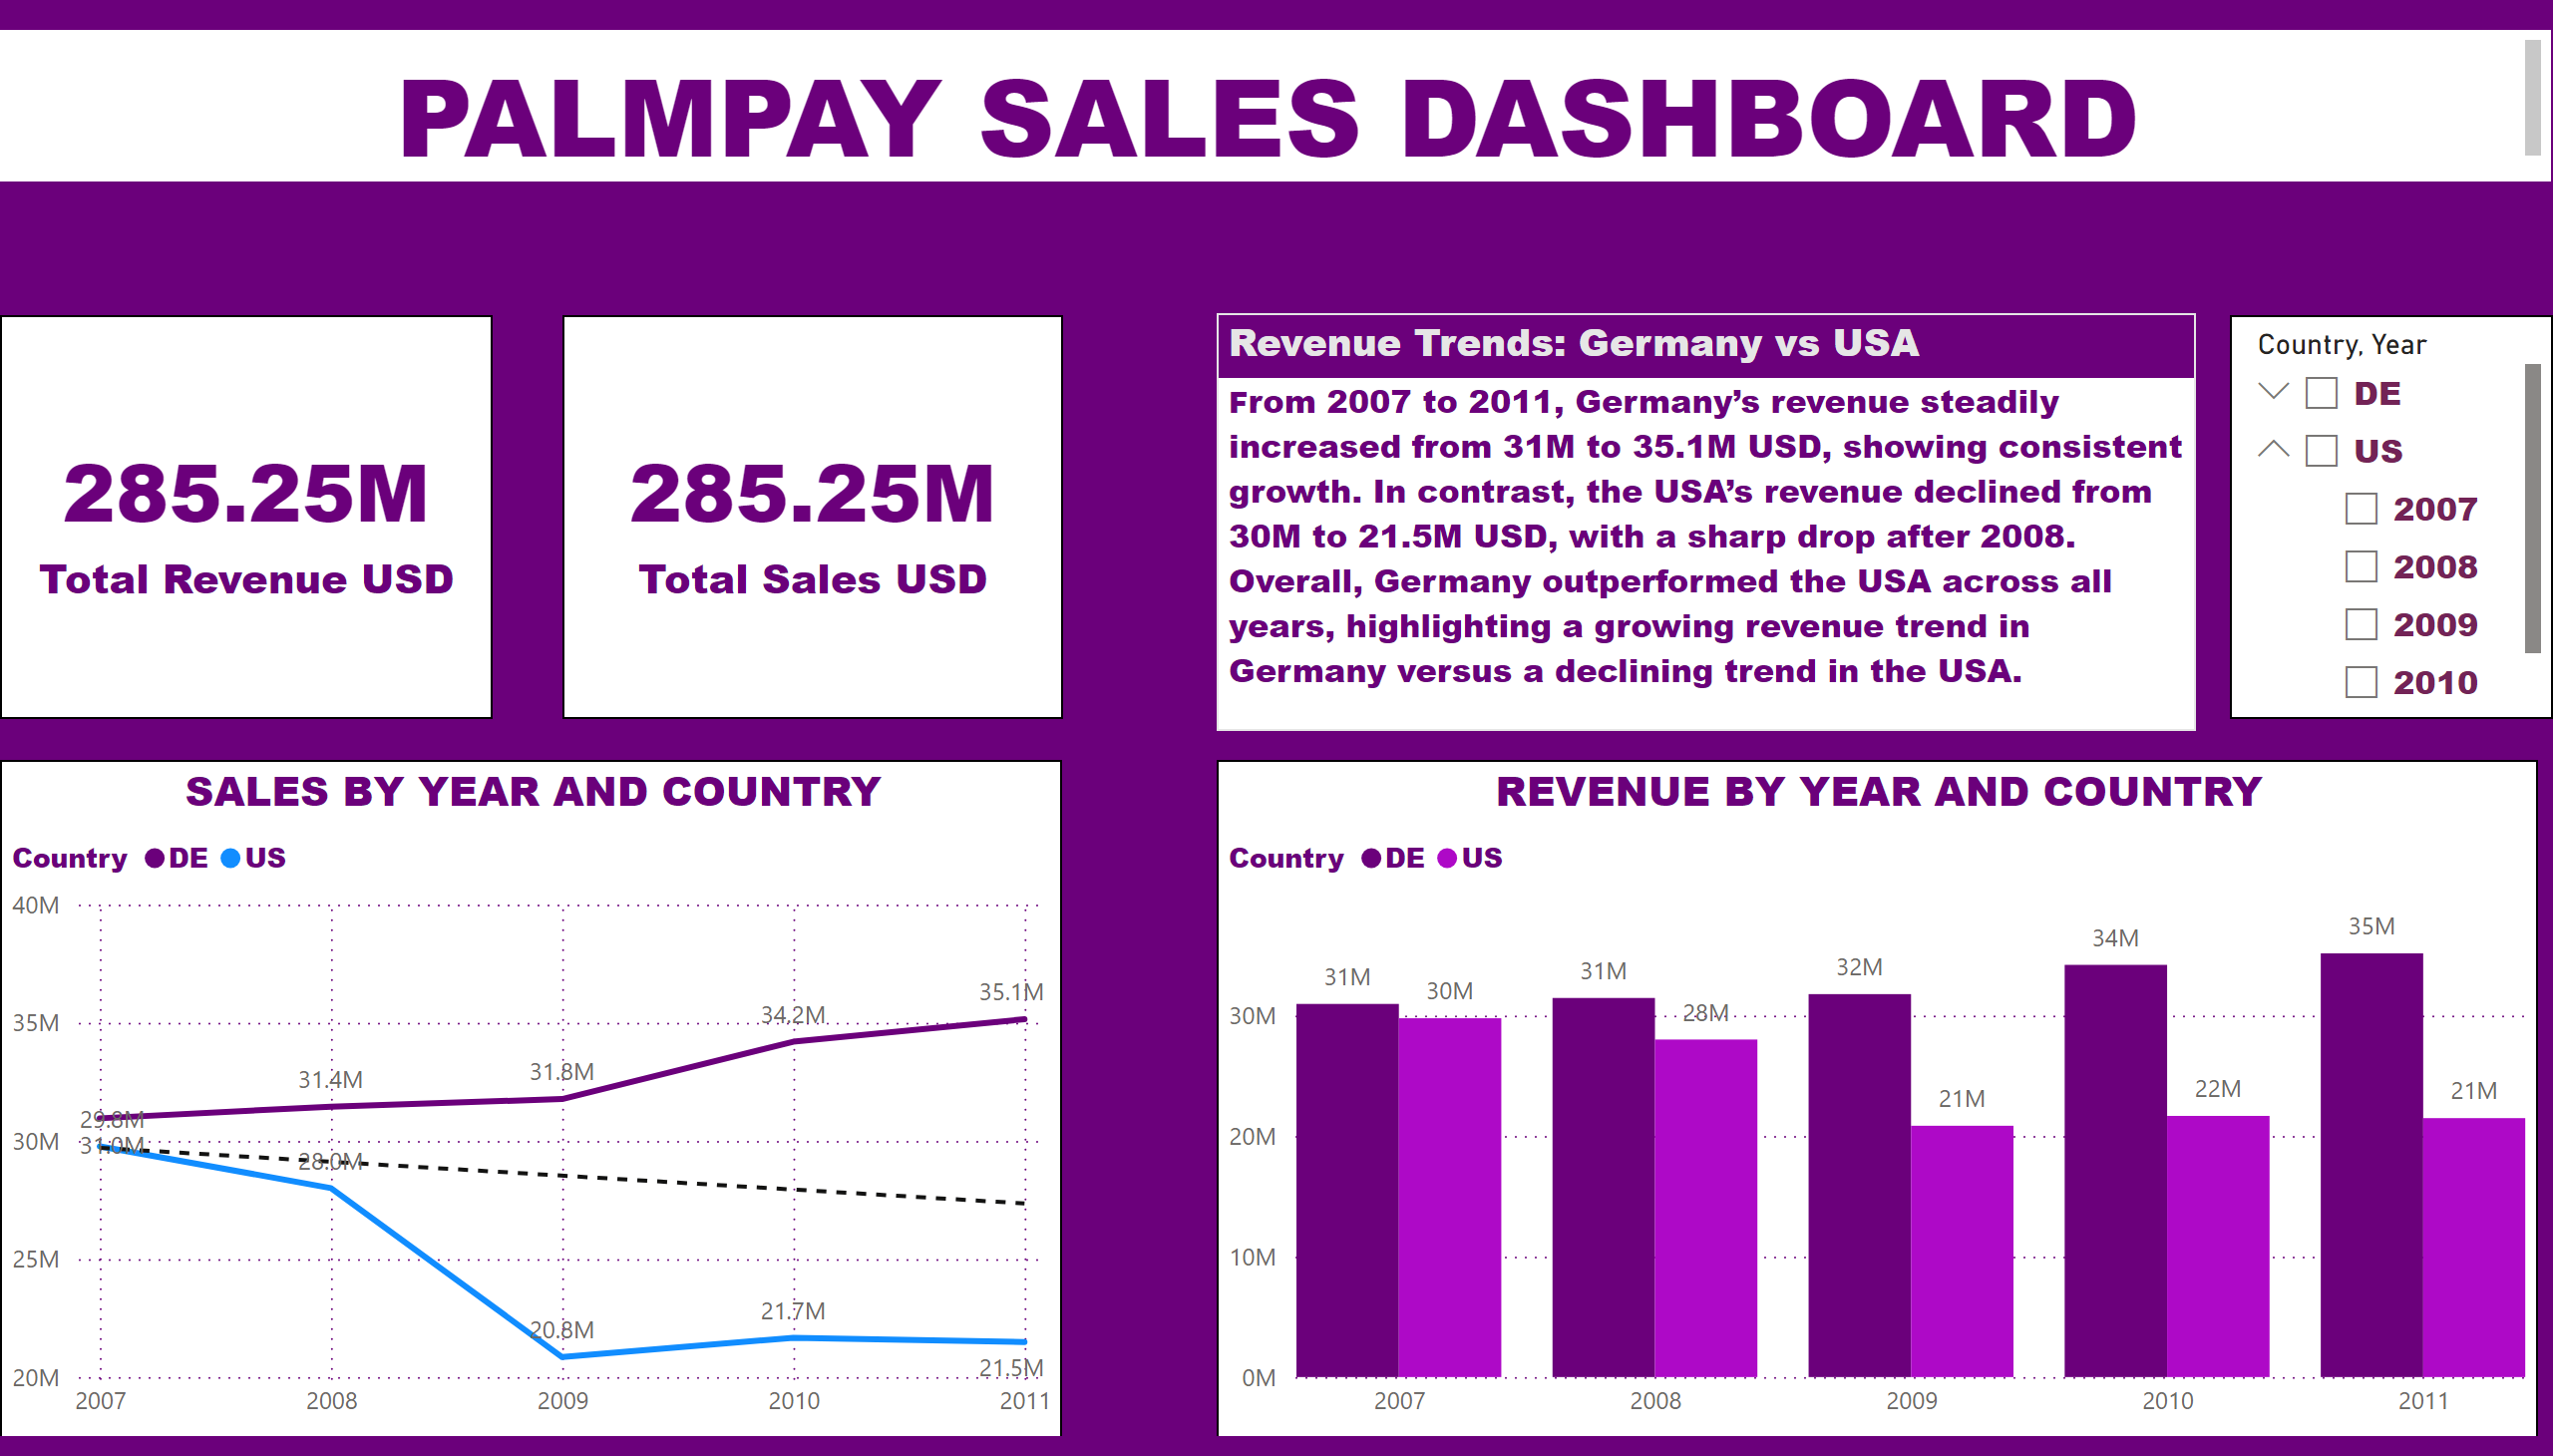 PALMPAY SALES DASHBOARD
285.25M
Total Revenue USD
285.25M
Total Sales USD
Revenue Trends: Germany vs USA
From 2007 to 2011, Germany’s revenue steadily
increased from 31M to 35.1M USD, showing consistent
growth. In contrast, the USA’s revenue declined from
30M to 21.5M USD, with a sharp drop after 2008.
Overall, Germany outperformed the USA across all
years, highlighting a growing revenue trend in
Germany versus a declining trend in the USA.
Country, Year
DE
US
2007
2008
2009
2010
SALES BY YEAR AND COUNTRY
Country DE US
40M
35M
30M
25M
20M
35.1M
34.2M
31.8M
31.4M
29.8M
31.0M
28.0M
20.8M
21.7M
21.5M
2007 2008 2009 2010 2011
REVENUE BY YEAR AND COUNTRY
Country DE US
30M
20M
10M
0M
31M 30M
31M 28M
32M 21M
34M 22M
35M 21M
2007 2008 2009 2010 2011